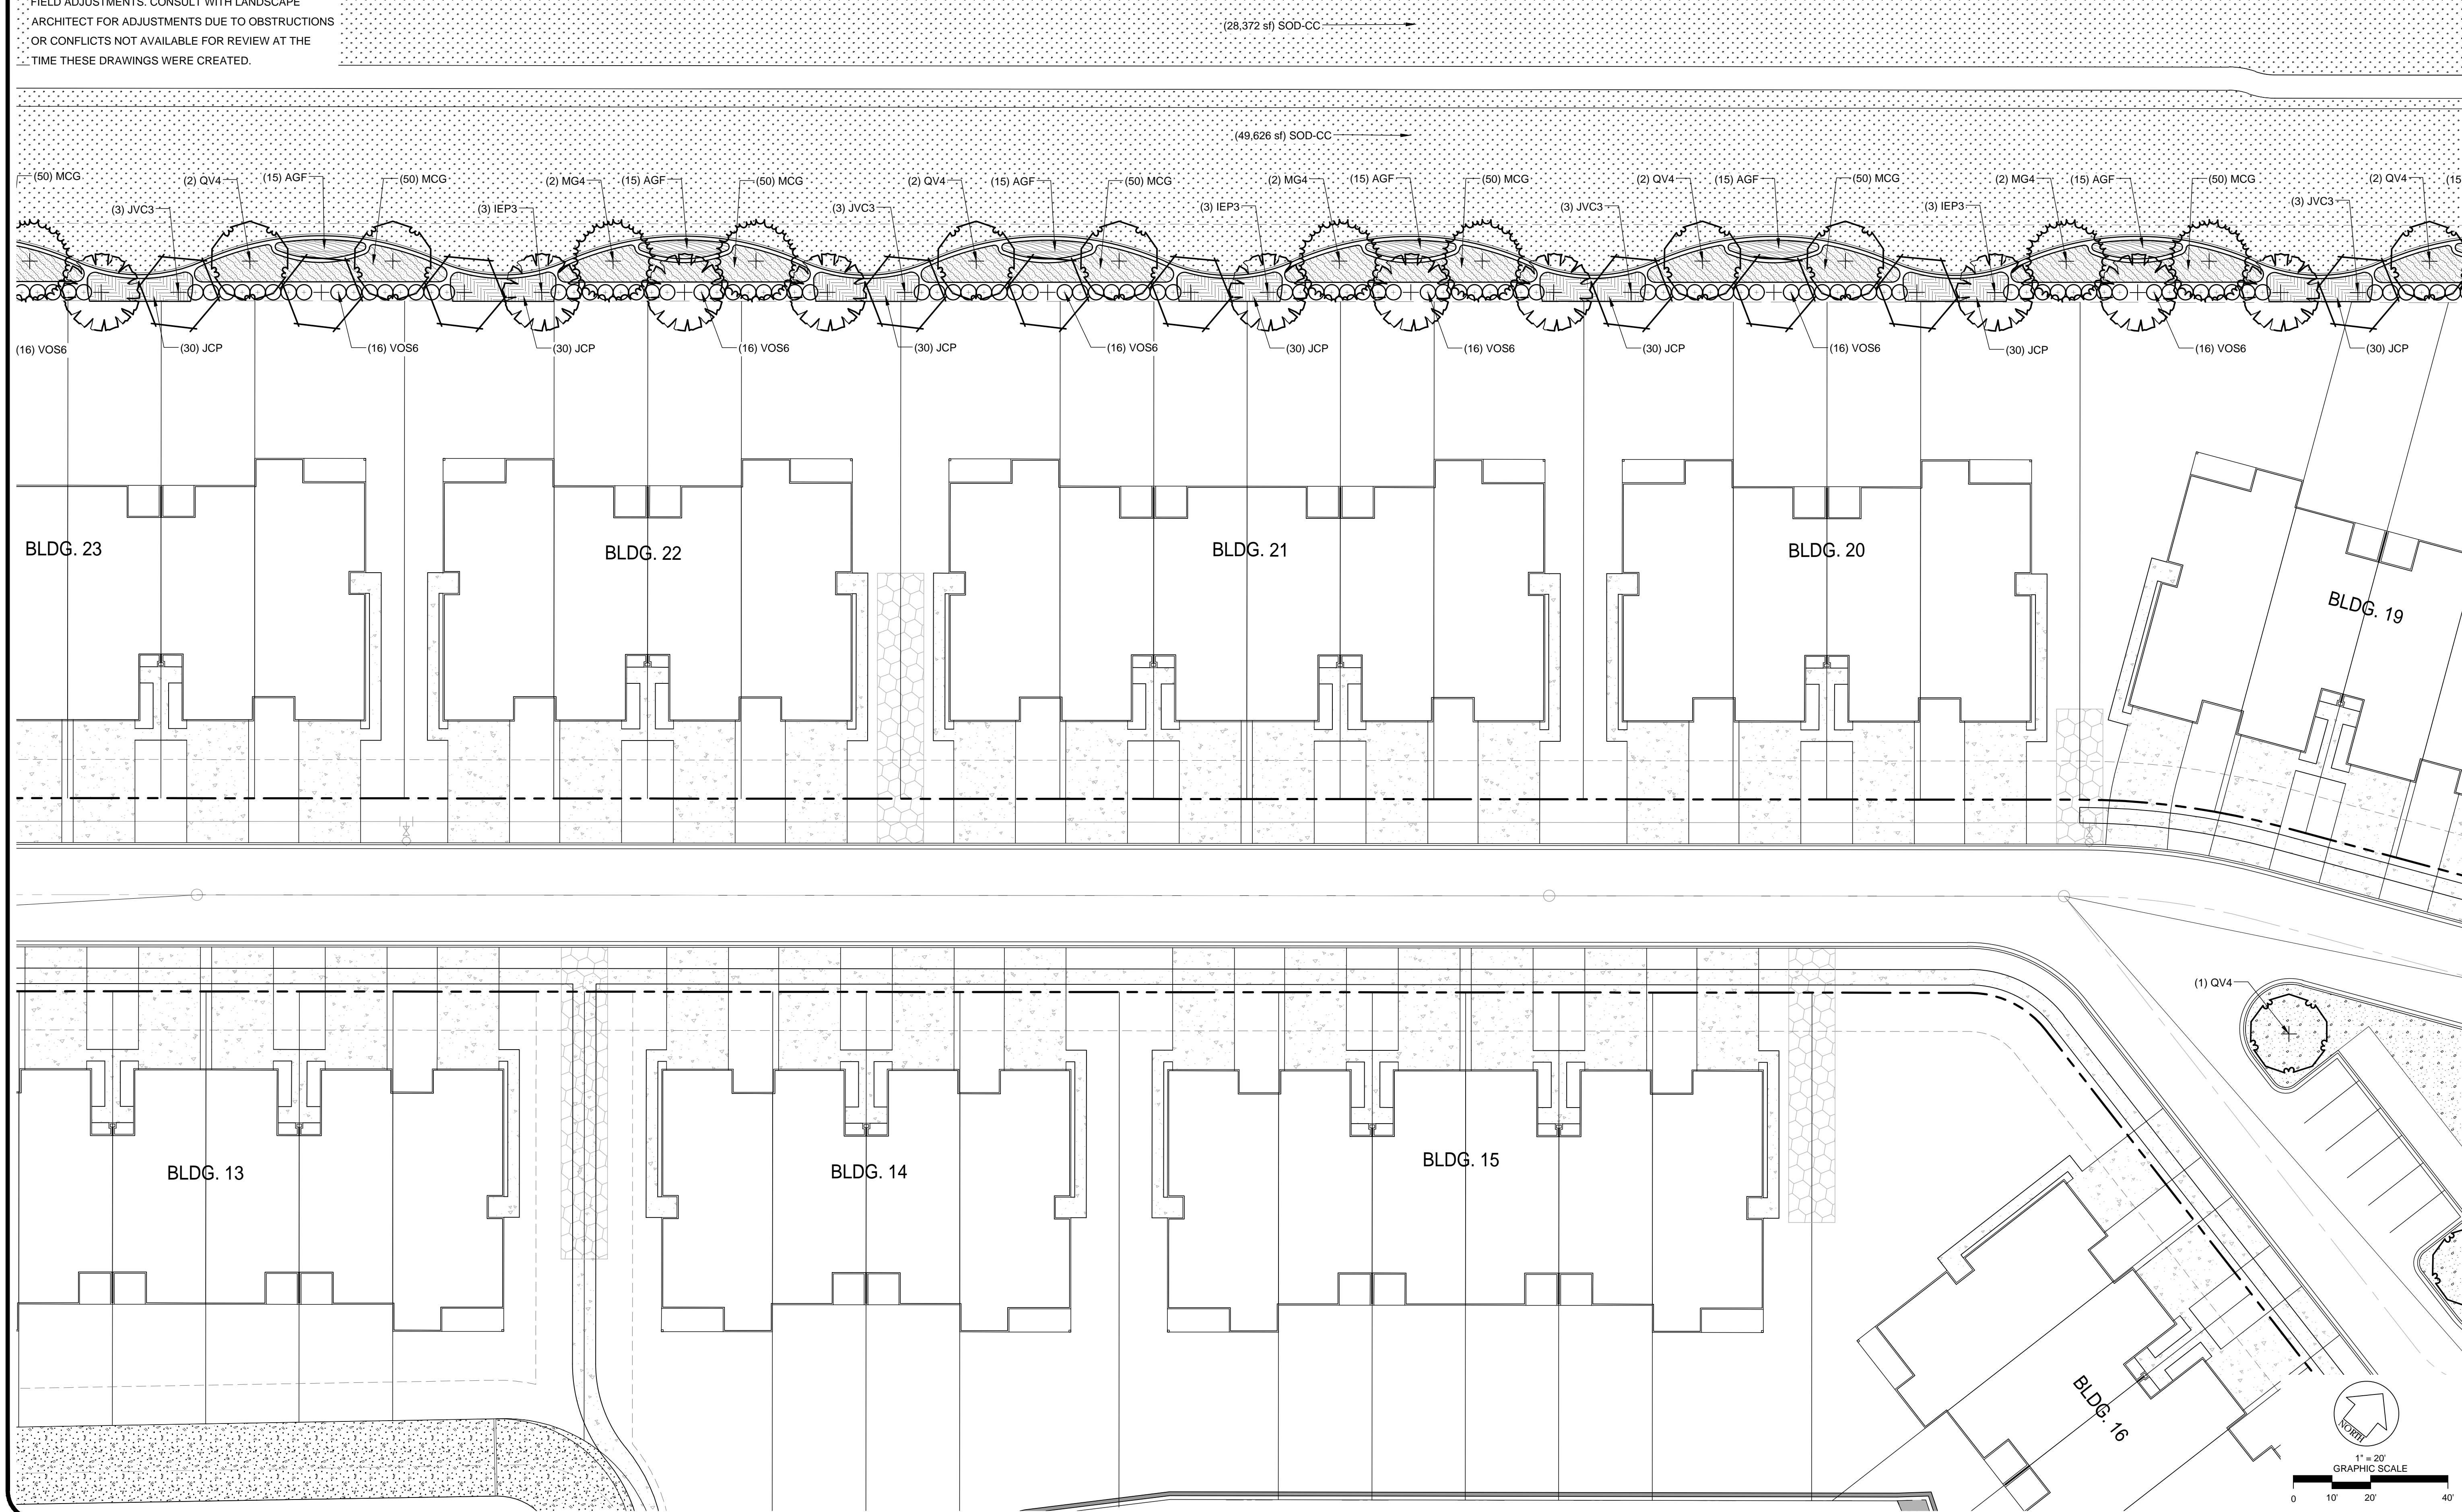 FIELD ADJUSTMENTS. CONSULT WITH LANDSCAPE
ARCHITECT FOR ADJUSTMENTS DUE TO OBSTRUCTIONS
OR CONFLICTS NOT AVAILABLE FOR REVIEW AT THE
TIME THESE DRAWINGS WERE CREATED.
(28,372 sf) SOD-CC
(49,626 sf) SOD-CC
(50) MCG
(2) QV4
(15) AGF
(50) MCG
(2) MG4
(15) AGF
(50) MCG
(2) QV4
(15) AGF
(50) MCG
(2) MG4
(15) AGF
(50) MCG
(2) QV4
(15) AGF
(50) MCG
(2) MG4
(15) AGF
(50) MCG
(2) QV4
(15
(3) JVC3
(3) IEP3
(3) JVC3
(3) IEP3
(3) JVC3
(3) IEP3
(3) JVC3
(16) VOS6
(30) JCP
(16) VOS6
(30) JCP
(16) VOS6
(30) JCP
(16) VOS6
(30) JCP
(16) VOS6
(30) JCP
(16) VOS6
(30) JCP
(16) VOS6
(30) JCP
BLDG. 23
BLDG. 22
BLDG. 21
BLDG. 20
BLDG. 19
(1) QV4
BLDG. 13
BLDG. 14
BLDG. 15
BLDG. 16
NORTH
1" = 20'
GRAPHIC SCALE
0 10' 20' 40'